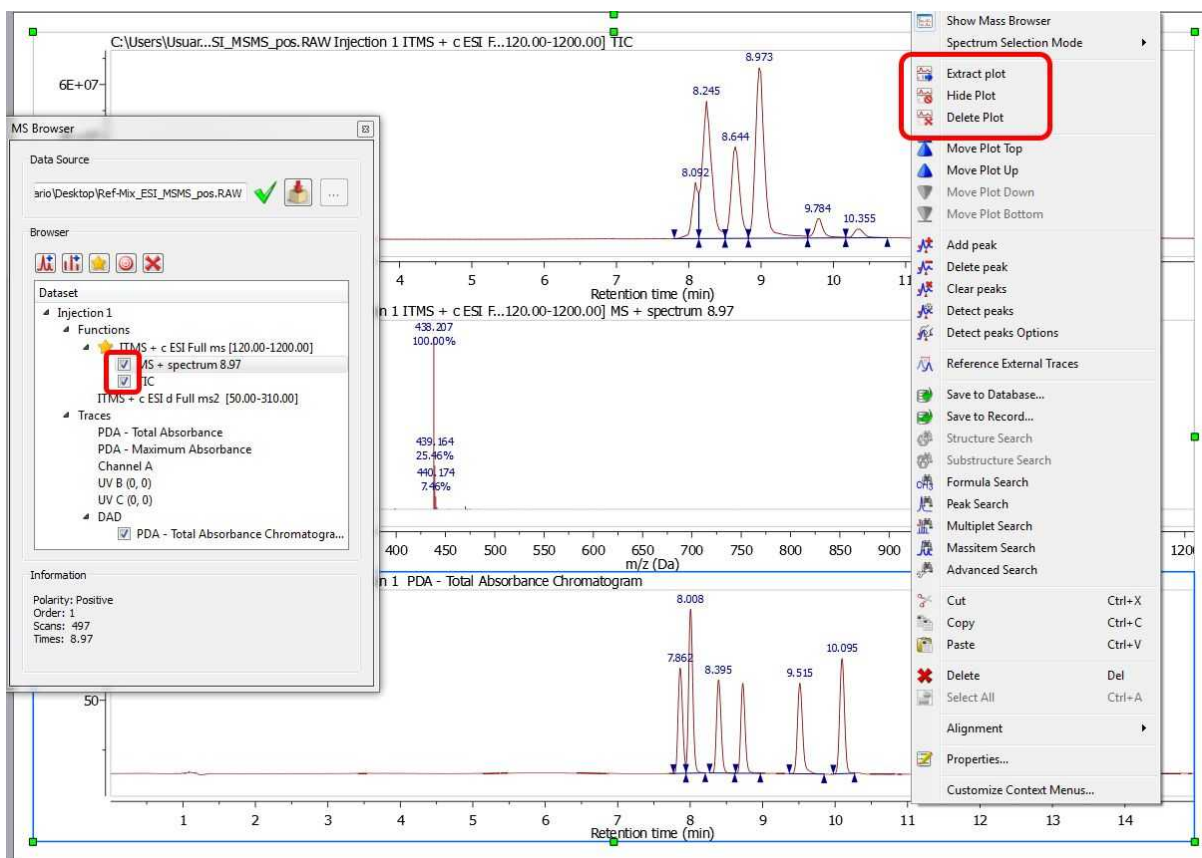 C:\Users\Usuar...SI_MSMS_pos.RAW Injection 1 ITMS + c ESI F...120.00-1200.00] TIC
6E+07
8.092
8.245
8.644
8.973
9.784
10.355
4 5 6 7 8 9 10 11
Retention time (min)
n 1 ITMS + c ESI F...120.00-1200.00] MS + spectrum 8.97
438.207
100.00%
439.164
25.46%
440.174
7.46%
400 450 500 550 600 650 700 750 800 850 900 120
m/z (Da)
n 1 PDA - Total Absorbance Chromatogram
50
7.862
8.008
8.395
9.515
10.095
1 2 3 4 5 6 7 8 9 10 11 12 13 14
Retention time (min)
MS Browser
Data Source
ario\Desktop\Ref-Mix_ESI_MSMS_pos.RAW
...
Browser
Dataset
Injection 1
Functions
ITMS + c ESI Full ms [120.00-1200.00]
MS + spectrum 8.97
TIC
ITMS + c ESI d Full ms2 [50.00-310.00]
Traces
PDA - Total Absorbance
PDA - Maximum Absorbance
Channel A
UV B (0, 0)
UV C (0, 0)
DAD
PDA - Total Absorbance Chromatogra...
Information
Polarity: Positive
Order: 1
Scans: 497
Times: 8.97
Show Mass Browser
Spectrum Selection Mode
Extract plot
Hide Plot
Delete Plot
Move Plot Top
Move Plot Up
Move Plot Down
Move Plot Bottom
Add peak
Delete peak
Clear peaks
Detect peaks
Detect peaks Options
Reference External Traces
Save to Database...
Save to Record...
Structure Search
Substructure Search
Formula Search
Peak Search
Multiplet Search
Massitem Search
Advanced Search
Cut Ctrl+X
Copy Ctrl+C
Paste Ctrl+V
Delete Del
Select All Ctrl+A
Alignment
Properties...
Customize Context Menus...